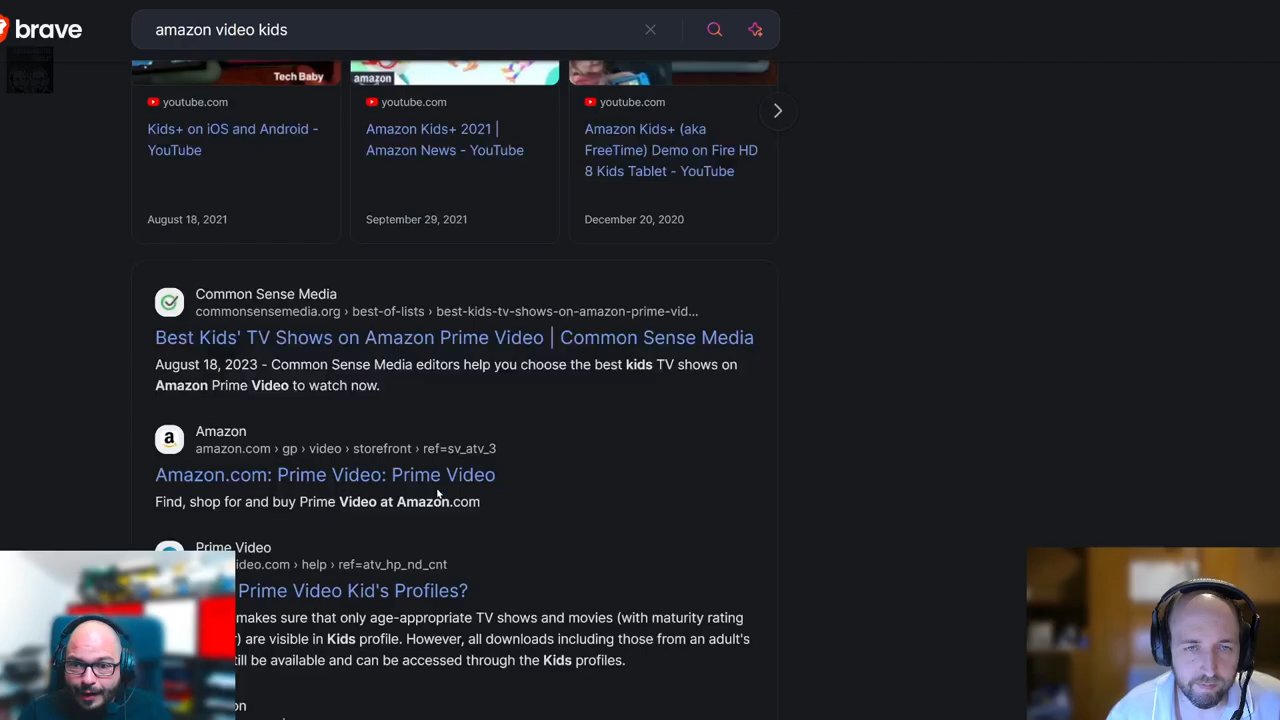 brave
amazon video kids
Tech Baby
amazon
youtube.com
youtube.com
youtube.com
Kids+ on iOS and Android -
YouTube
Amazon Kids+ 2021 |
Amazon News - YouTube
Amazon Kids+ (aka
FreeTime) Demo on Fire HD
8 Kids Tablet - YouTube
August 18, 2021
September 29, 2021
December 20, 2020
Common Sense Media
commonsensemedia.org › best-of-lists › best-kids-tv-shows-on-amazon-prime-vid...
Best Kids' TV Shows on Amazon Prime Video | Common Sense Media
August 18, 2023 - Common Sense Media editors help you choose the best kids TV shows on
Amazon Prime Video to watch now.
a
Amazon
amazon.com › gp › video › storefront › ref=sv_atv_3
Amazon.com: Prime Video: Prime Video
Find, shop for and buy Prime Video at Amazon.com
Prime Video
ideo.com › help › ref=atv_hp_nd_cnt
Prime Video Kid's Profiles?
makes sure that only age-appropriate TV shows and movies (with maturity rating
) are visible in Kids profile. However, all downloads including those from an adult's
till be available and can be accessed through the Kids profiles.
on